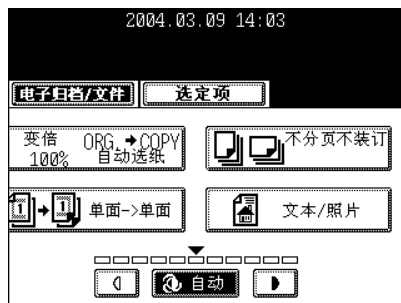 2004.03.09 14:03
电子归档/文件 选定项
变倍 ORG.➔COPY 不分页不装订
100% 自动选纸
1➔1 单面->单面 文本/照片
自动